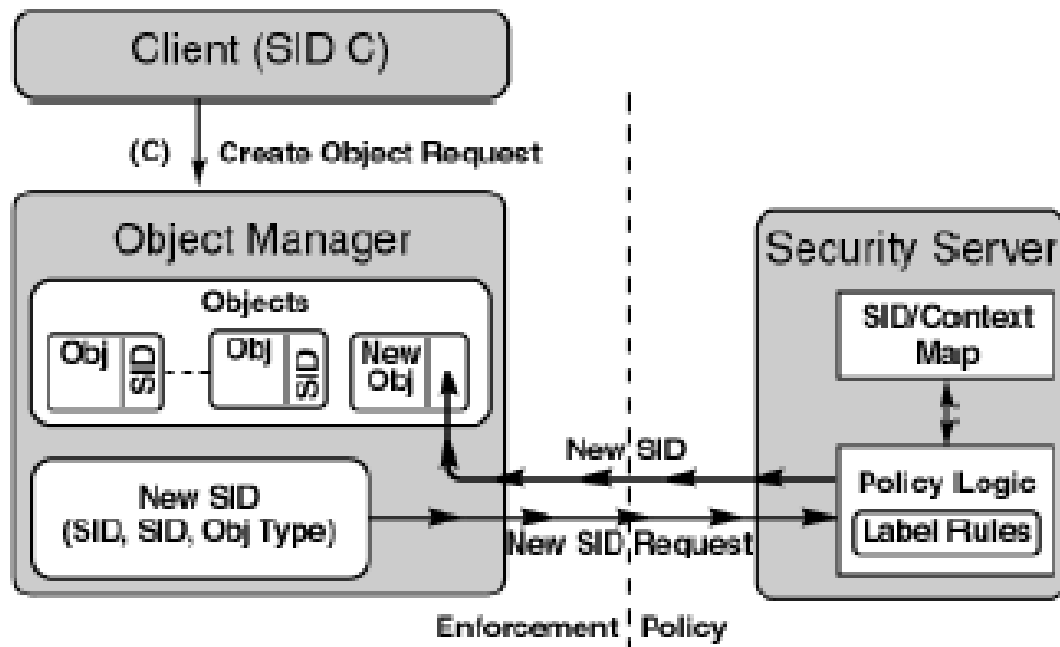 Client (SID C)
(C) Create Object Request
Object Manager
Objects
Obj
SID
Obj
SID
New
Obj
New SID
(SID, SID, Obj Type)
Security Server
SID/Context
Map
New SID
Policy Logic
Label Rules
New SID Request
Enforcement
Policy